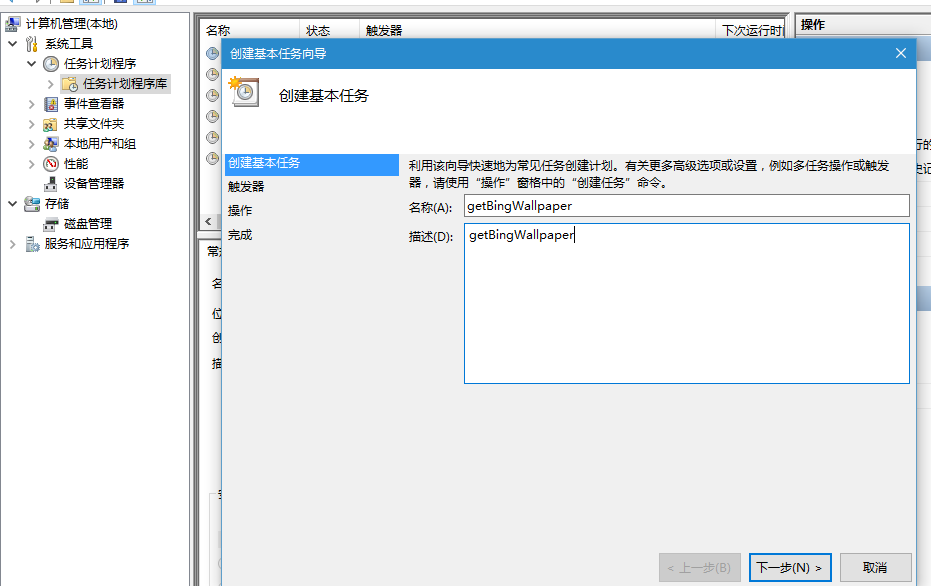 计算机管理(本地)
系统工具
任务计划程序
任务计划程序库
事件查看器
共享文件夹
本地用户和组
性能
设备管理器
存储
磁盘管理
服务和应用程序
名称 状态 触发器 下次运行时
操作
创建基本任务向导
创建基本任务
创建基本任务
触发器
操作
完成
利用该向导快速地为常见任务创建计划。有关更多高级选项或设置，例如多任务操作或触发
器，请使用“操作”窗格中的“创建任务”命令。
名称(A): getBingWallpaper
描述(D): getBingWallpaper
< 上一步(B) 下一步(N) > 取消